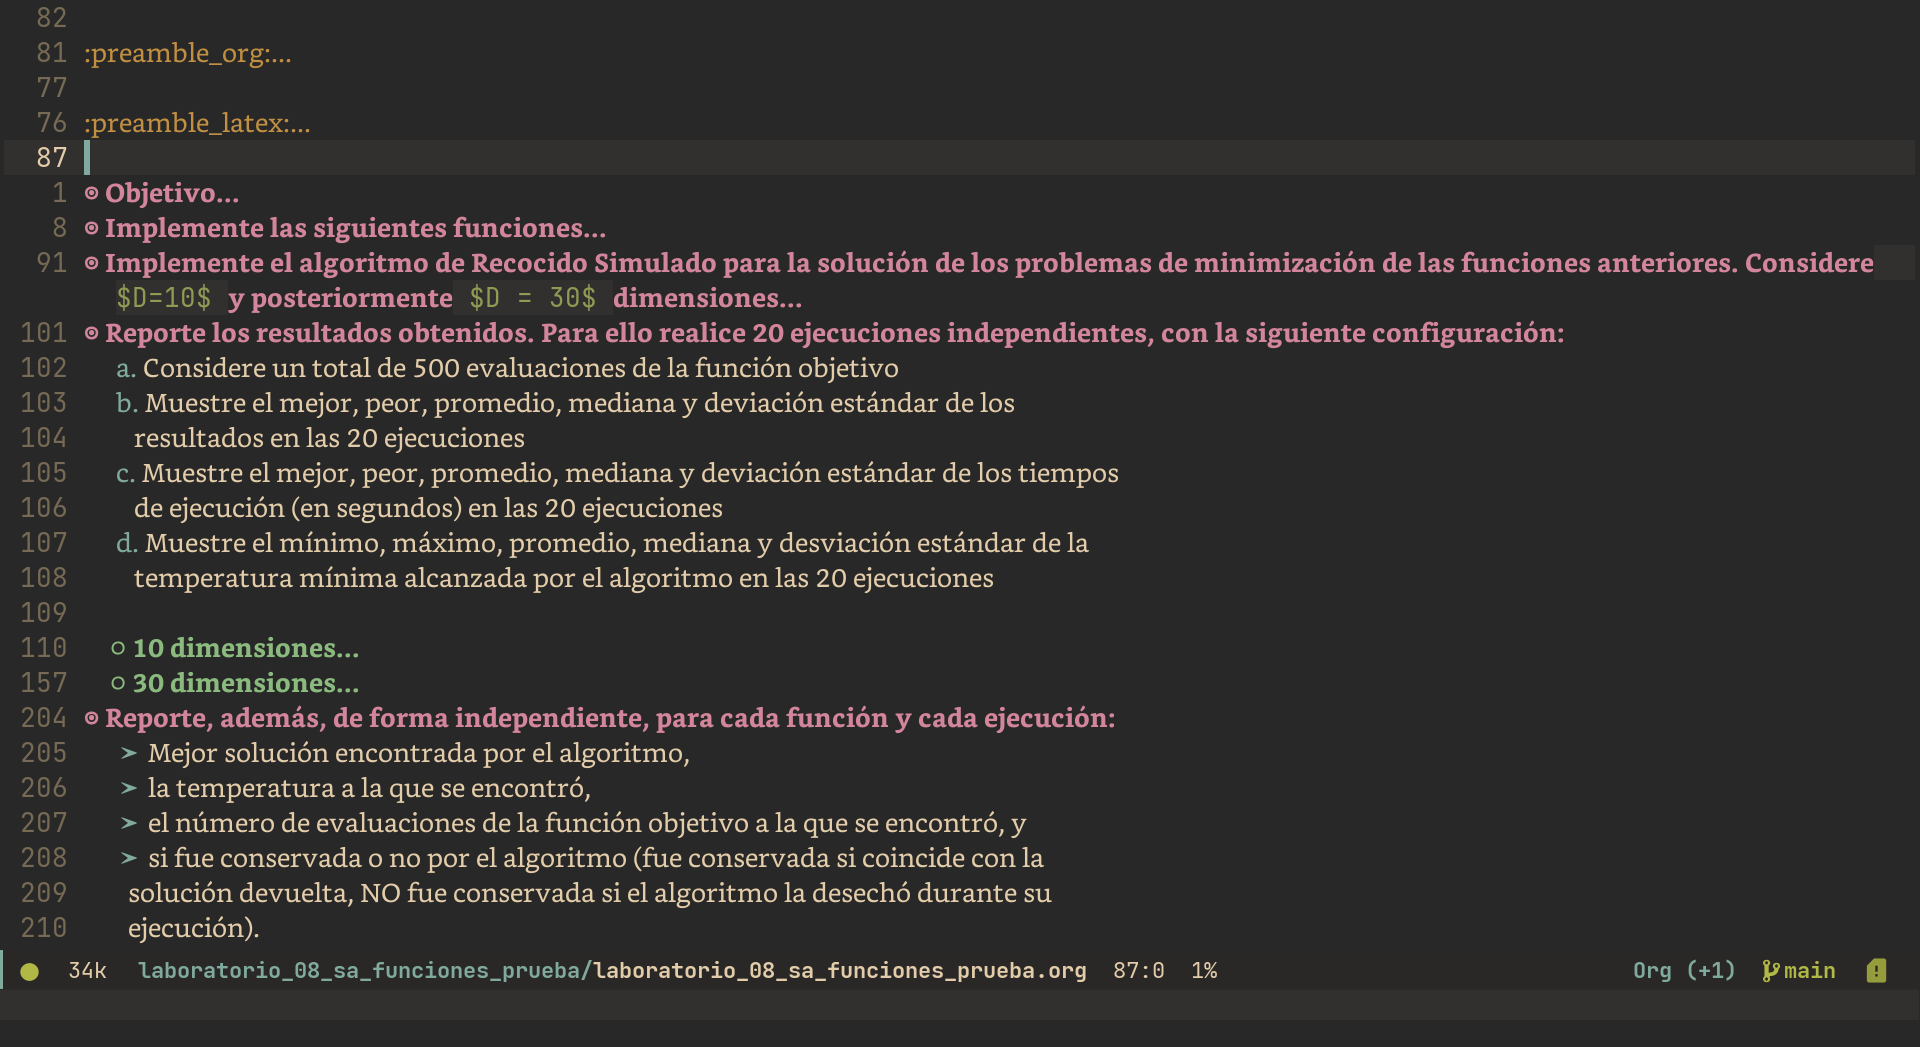 82
81 :preamble_org:...
77
76 :preamble_latex:...
87
1 Objetivo...
8 Implemente las siguientes funciones...
91 Implemente el algoritmo de Recocido Simulado para la solución de los problemas de minimización de las funciones anteriores. Considere
$D=10$ y posteriormente $D = 30$ dimensiones...
101 Reporte los resultados obtenidos. Para ello realice 20 ejecuciones independientes, con la siguiente configuración:
102 a. Considere un total de 500 evaluaciones de la función objetivo
103 b. Muestre el mejor, peor, promedio, mediana y deviación estándar de los
104 resultados en las 20 ejecuciones
105 c. Muestre el mejor, peor, promedio, mediana y deviación estándar de los tiempos
106 de ejecución (en segundos) en las 20 ejecuciones
107 d. Muestre el mínimo, máximo, promedio, mediana y desviación estándar de la
108 temperatura mínima alcanzada por el algoritmo en las 20 ejecuciones
109
110 10 dimensiones...
157 30 dimensiones...
204 Reporte, además, de forma independiente, para cada función y cada ejecución:
205 ➤ Mejor solución encontrada por el algoritmo,
206 ➤ la temperatura a la que se encontró,
207 ➤ el número de evaluaciones de la función objetivo a la que se encontró, y
208 ➤ si fue conservada o no por el algoritmo (fue conservada si coincide con la
209 solución devuelta, NO fue conservada si el algoritmo la desechó durante su
210 ejecución).
34k laboratorio_08_sa_funciones_prueba/laboratorio_08_sa_funciones_prueba.org 87:0 1% Org (+1) main